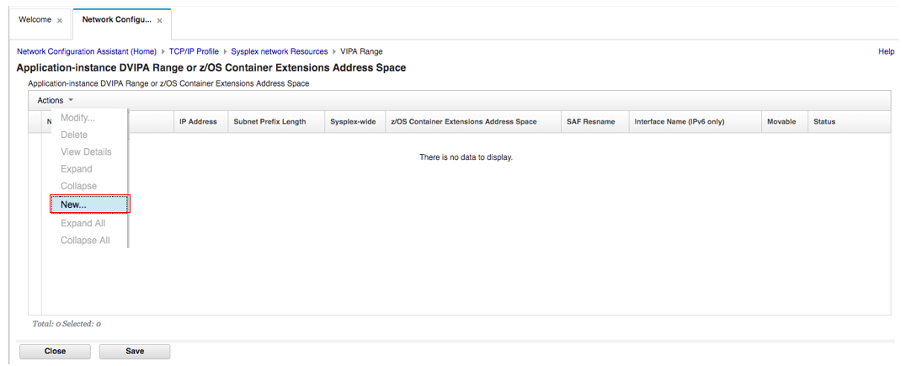 Welcome × Network Configu... ×
Network Configuration Assistant (Home) ▸ TCP/IP Profile ▸ Sysplex network Resources ▸ VIPA Range Help
Application-instance DVIPA Range or z/OS Container Extensions Address Space
Application-instance DVIPA Range or z/OS Container Extensions Address Space
Actions ▾
N IP Address Subnet Prefix Length Sysplex-wide z/OS Container Extensions Address Space SAF Resname Interface Name (IPv6 only) Movable Status
Modify...
Delete
View Details
Expand
Collapse
New...
Expand All
Collapse All
There is no data to display.
Total: 0 Selected: 0
Close Save